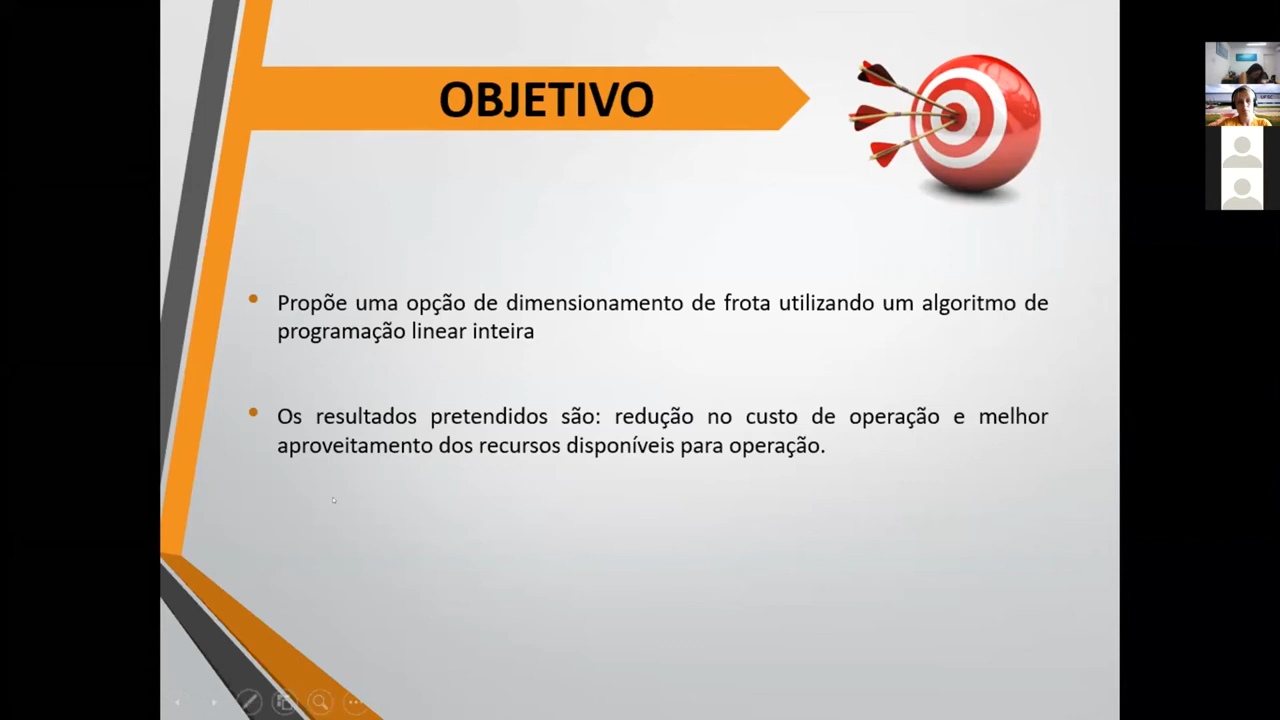 OBJETIVO
• Propõe uma opção de dimensionamento de frota utilizando um algoritmo de
programação linear inteira
• Os resultados pretendidos são: redução no custo de operação e melhor
aproveitamento dos recursos disponíveis para operação.